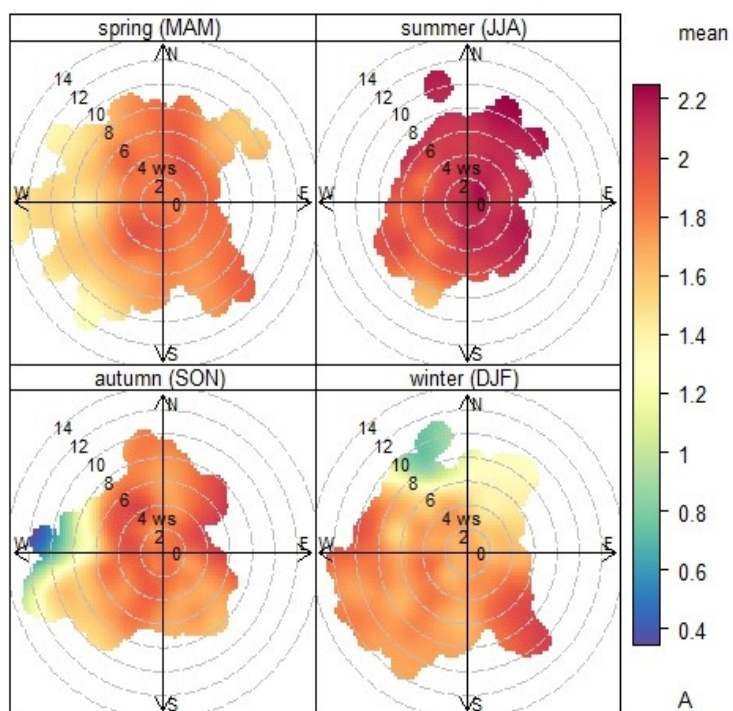 spring (MAM)
N
14
12
10
8
6
4 ws
2
0
W
E
S
summer (JJA)
N
14
12
10
8
6
4 ws
2
0
W
E
S
autumn (SON)
N
14
12
10
8
6
4 ws
2
0
W
E
S
winter (DJF)
N
14
12
10
8
6
4 ws
2
0
W
E
S
mean
2.2
2
1.8
1.6
1.4
1.2
1
0.8
0.6
0.4
A